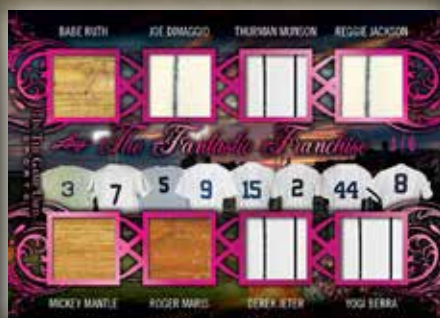 BABE RUTH JOE DIMAGGIO THURMAN MUNSON REGGIE JACKSON
The Fantastic Franchise
3 7 5 9 15 2 44 8
MICKEY MANTLE ROGER MARIS DEREK JETER YOGI BERRA